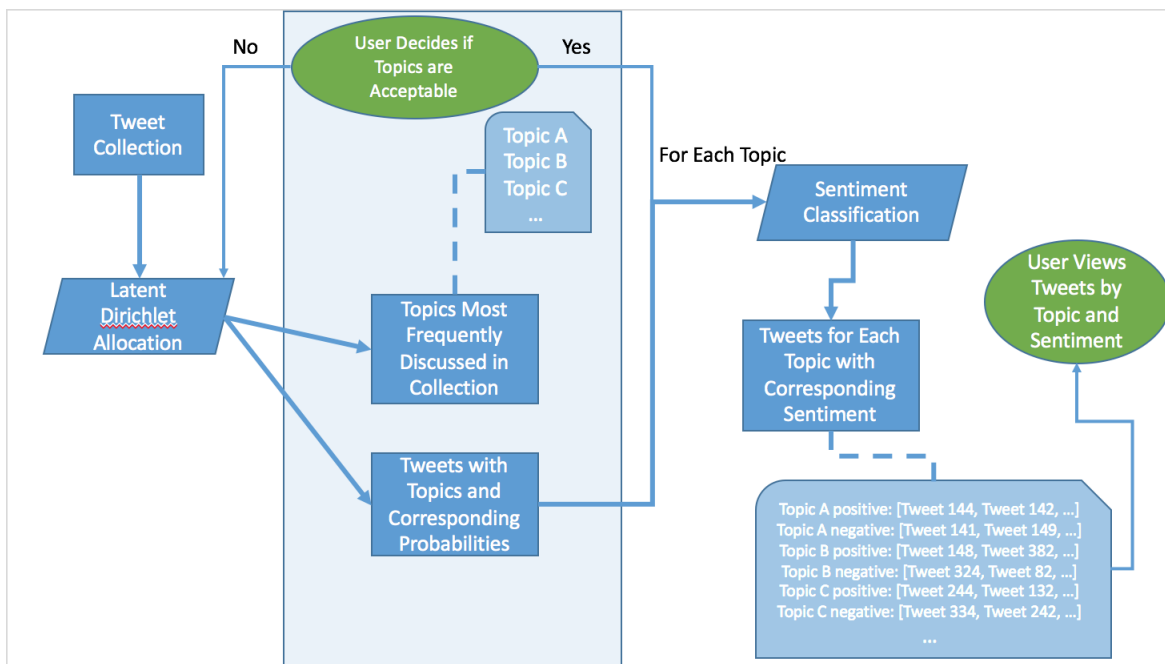 No
User Decides if
Topics are
Acceptable
Yes
Tweet
Collection
Topic A
Topic B
Topic C
...
For Each Topic
Sentiment
Classification
Latent
Dirichlet
Allocation
Topics Most
Frequently
Discussed in
Collection
User Views
Tweets by
Topic and
Sentiment
Tweets for Each
Topic with
Corresponding
Sentiment
Tweets with
Topics and
Corresponding
Probabilities
Topic A positive: [Tweet 144, Tweet 142, ...]
Topic A negative: [Tweet 141, Tweet 149, ...]
Topic B positive: [Tweet 148, Tweet 382, ...]
Topic B negative: [Tweet 324, Tweet 82, ...]
Topic C positive: [Tweet 244, Tweet 132, ...]
Topic C negative: [Tweet 334, Tweet 242, ...]
...